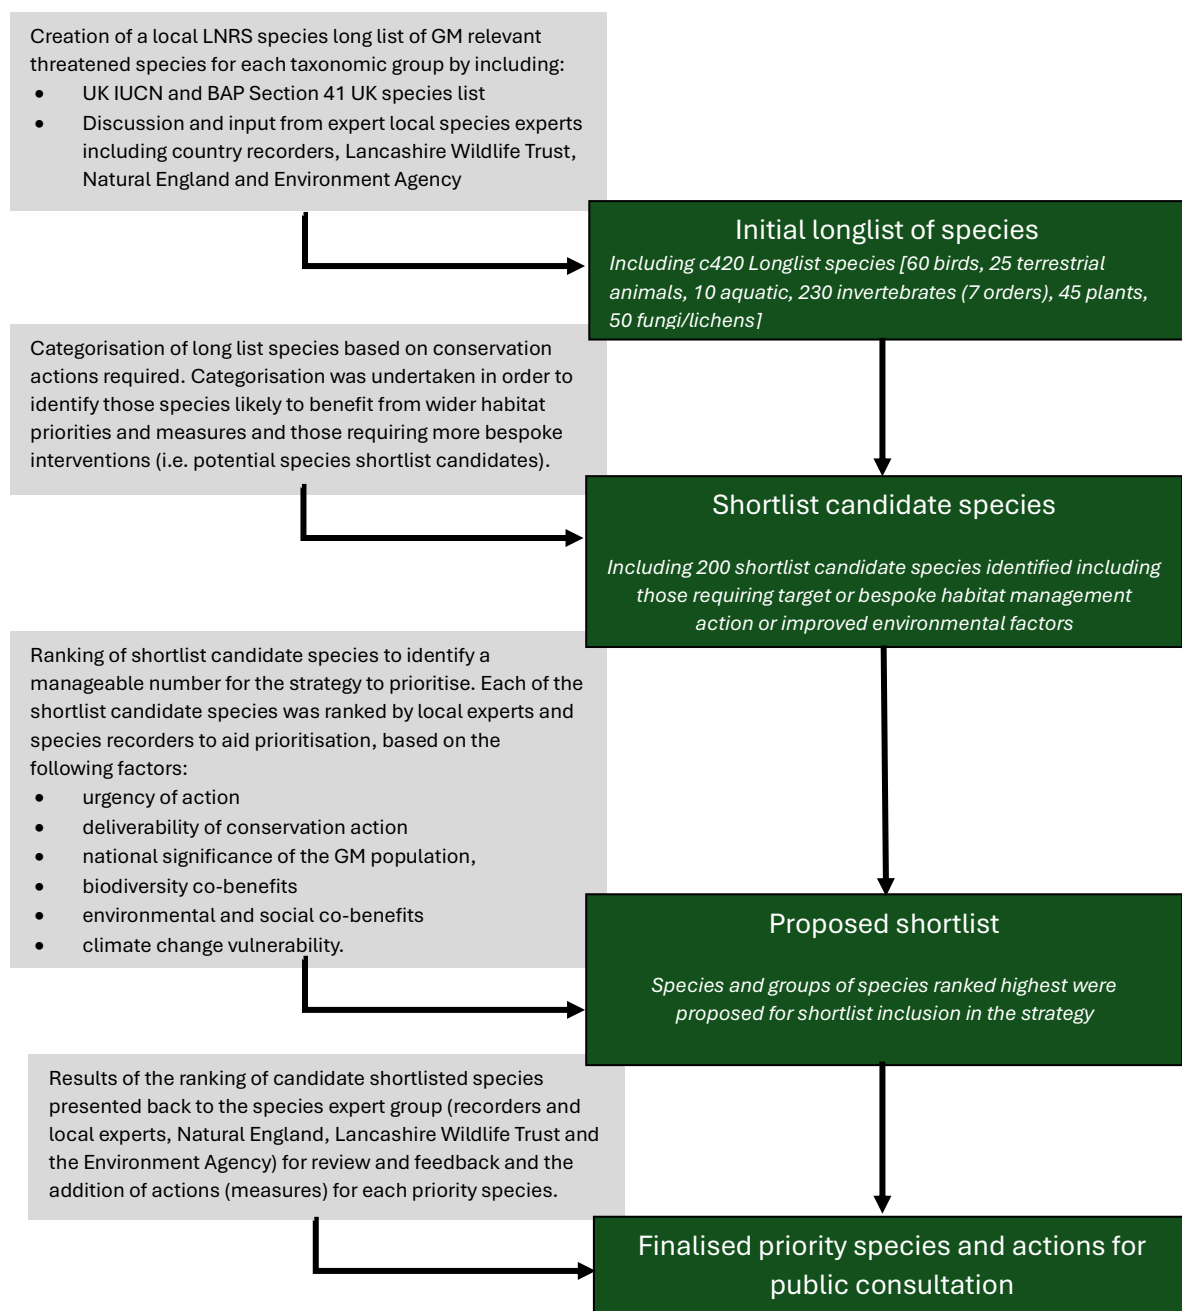 Creation of a local LNRS species long list of GM relevant
threatened species for each taxonomic group by including:
• UK IUCN and BAP Section 41 UK species list
• Discussion and input from expert local species experts
including country recorders, Lancashire Wildlife Trust,
Natural England and Environment Agency
Initial longlist of species
Including c420 Longlist species [60 birds, 25 terrestrial
animals, 10 aquatic, 230 invertebrates (7 orders), 45 plants,
50 fungi/lichens]
Categorisation of long list species based on conservation
actions required. Categorisation was undertaken in order to
identify those species likely to benefit from wider habitat
priorities and measures and those requiring more bespoke
interventions (i.e. potential species shortlist candidates).
Shortlist candidate species
Including 200 shortlist candidate species identified including
those requiring target or bespoke habitat management
action or improved environmental factors
Ranking of shortlist candidate species to identify a
manageable number for the strategy to prioritise. Each of the
shortlist candidate species was ranked by local experts and
species recorders to aid prioritisation, based on the
following factors:
• urgency of action
• deliverability of conservation action
• national significance of the GM population,
• biodiversity co-benefits
• environmental and social co-benefits
• climate change vulnerability.
Proposed shortlist
Species and groups of species ranked highest were
proposed for shortlist inclusion in the strategy
Results of the ranking of candidate shortlisted species
presented back to the species expert group (recorders and
local experts, Natural England, Lancashire Wildlife Trust and
the Environment Agency) for review and feedback and the
addition of actions (measures) for each priority species.
Finalised priority species and actions for
public consultation